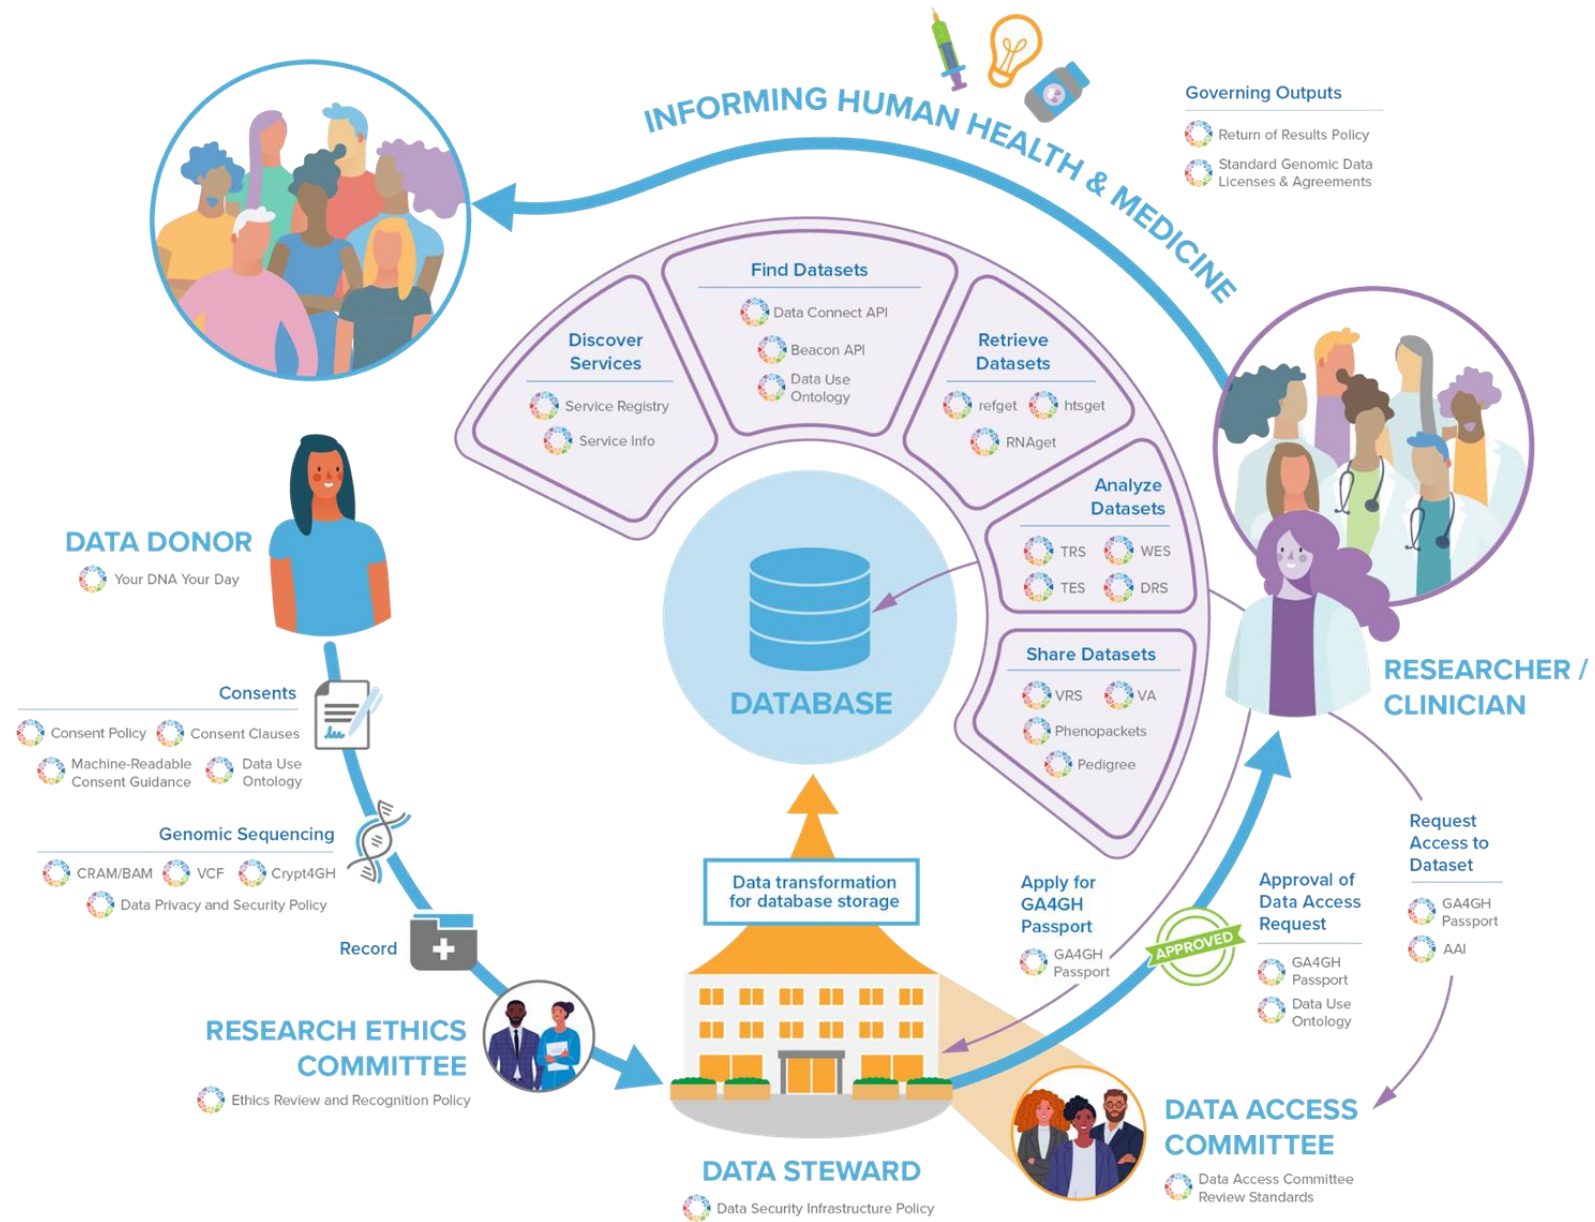 INFORMING HUMAN HEALTH & MEDICINE
Governing Outputs
Return of Results Policy
Standard Genomic Data
Licenses & Agreements
Discover
Services
Service Registry
Service Info
Find Datasets
Data Connect API
Beacon API
Data Use
Ontology
Retrieve
Datasets
refget
htsget
RNAget
Analyze
Datasets
TRS
WES
TES
DRS
Share Datasets
VRS
VA
Phenopackets
Pedigree
DATABASE
DATA DONOR
Your DNA Your Day
Consents
Consent Policy
Consent Clauses
Machine-Readable
Consent Guidance
Data Use
Ontology
Genomic Sequencing
CRAM/BAM
VCF
Crypt4GH
Data Privacy and Security Policy
Record
RESEARCH ETHICS
COMMITTEE
Ethics Review and Recognition Policy
Data transformation
for database storage
DATA STEWARD
Data Security Infrastructure Policy
Apply for
GA4GH
Passport
GA4GH
Passport
APPROVED
Approval of
Data Access
Request
GA4GH
Passport
Data Use
Ontology
RESEARCHER /
CLINICIAN
Request
Access to
Dataset
GA4GH
Passport
AAI
DATA ACCESS
COMMITTEE
Data Access Committee
Review Standards